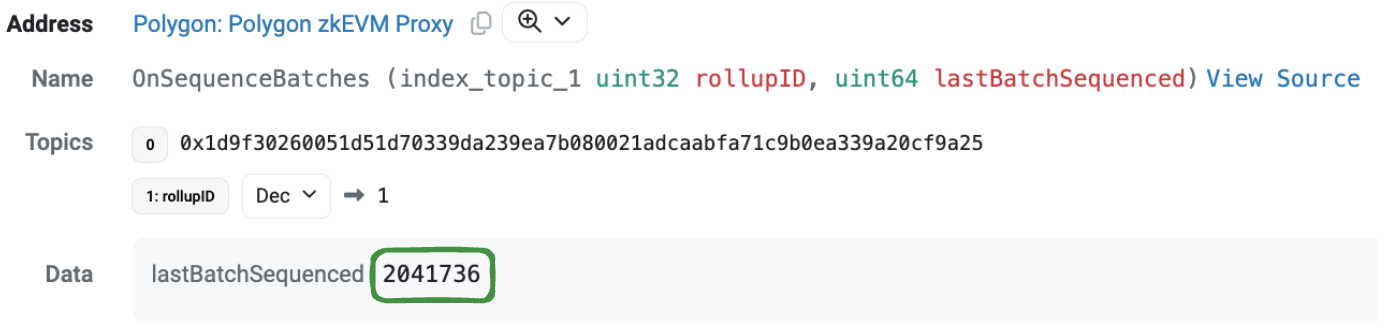 Address Polygon: Polygon zkEVM Proxy
Name OnSequenceBatches (index_topic_1 uint32 rollupID, uint64 lastBatchSequenced) View Source
Topics 0 0x1d9f30260051d51d70339da239ea7b080021adcaabfa71c9b0ea339a20cf9a25
1: rollupID Dec ➞ 1
Data lastBatchSequenced 2041736